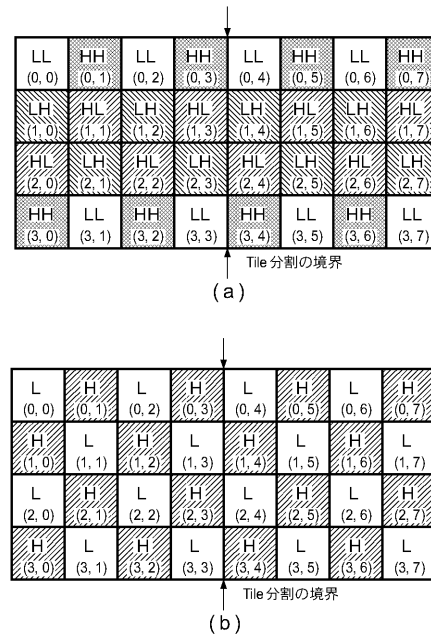 LL HH LL HH LL HH LL HH
(0, 0) (0, 1) (0, 2) (0, 3) (0, 4) (0, 5) (0, 6) (0, 7)
LH HL LH HL LH HL LH HL
(1, 0) (1, 1) (1, 2) (1, 3) (1, 4) (1, 5) (1, 6) (1, 7)
HL LH HL LH HL LH HL LH
(2, 0) (2, 1) (2, 2) (2, 3) (2, 4) (2, 5) (2, 6) (2, 7)
HH LL HH LL HH LL HH LL
(3, 0) (3, 1) (3, 2) (3, 3) (3, 4) (3, 5) (3, 6) (3, 7)
Tile 分割の境界
(a)
L H L H L H L H
(0, 0) (0, 1) (0, 2) (0, 3) (0, 4) (0, 5) (0, 6) (0, 7)
H L H L H L H L
(1, 0) (1, 1) (1, 2) (1, 3) (1, 4) (1, 5) (1, 6) (1, 7)
L H L H L H L H
(2, 0) (2, 1) (2, 2) (2, 3) (2, 4) (2, 5) (2, 6) (2, 7)
H L H L H L H L
(3, 0) (3, 1) (3, 2) (3, 3) (3, 4) (3, 5) (3, 6) (3, 7)
Tile 分割の境界
(b)